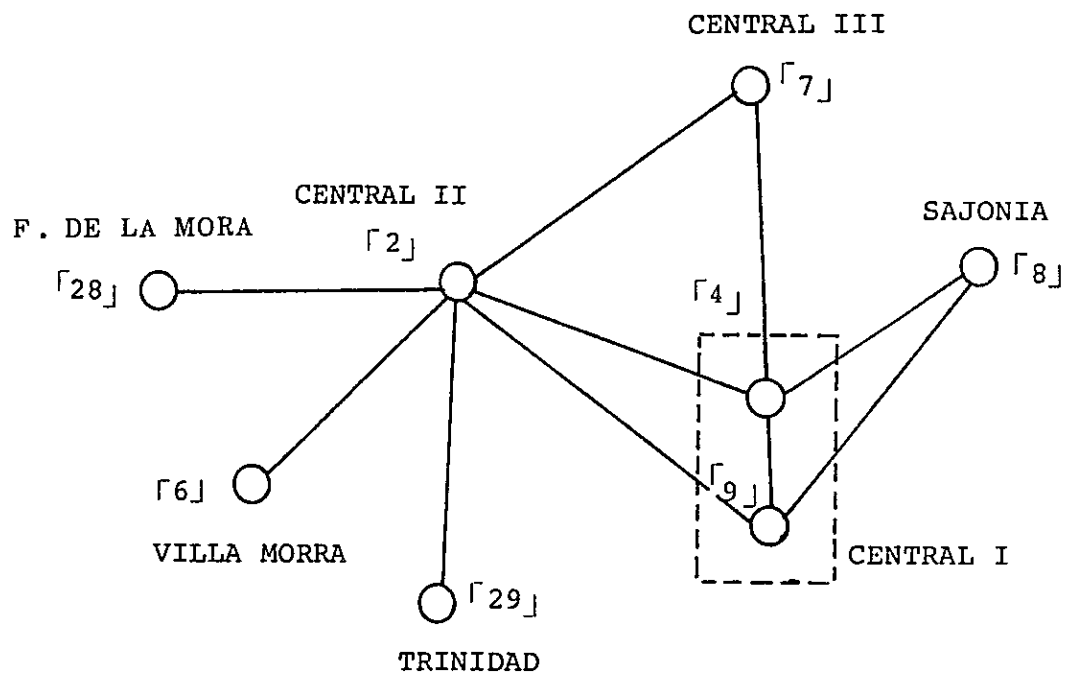 CENTRAL III
「7」
CENTRAL II
「2」
F. DE LA MORA
「28」
SAJONIA
「8」
「4」
「9」
「6」
VILLA MORRA
CENTRAL I
「29」
TRINIDAD